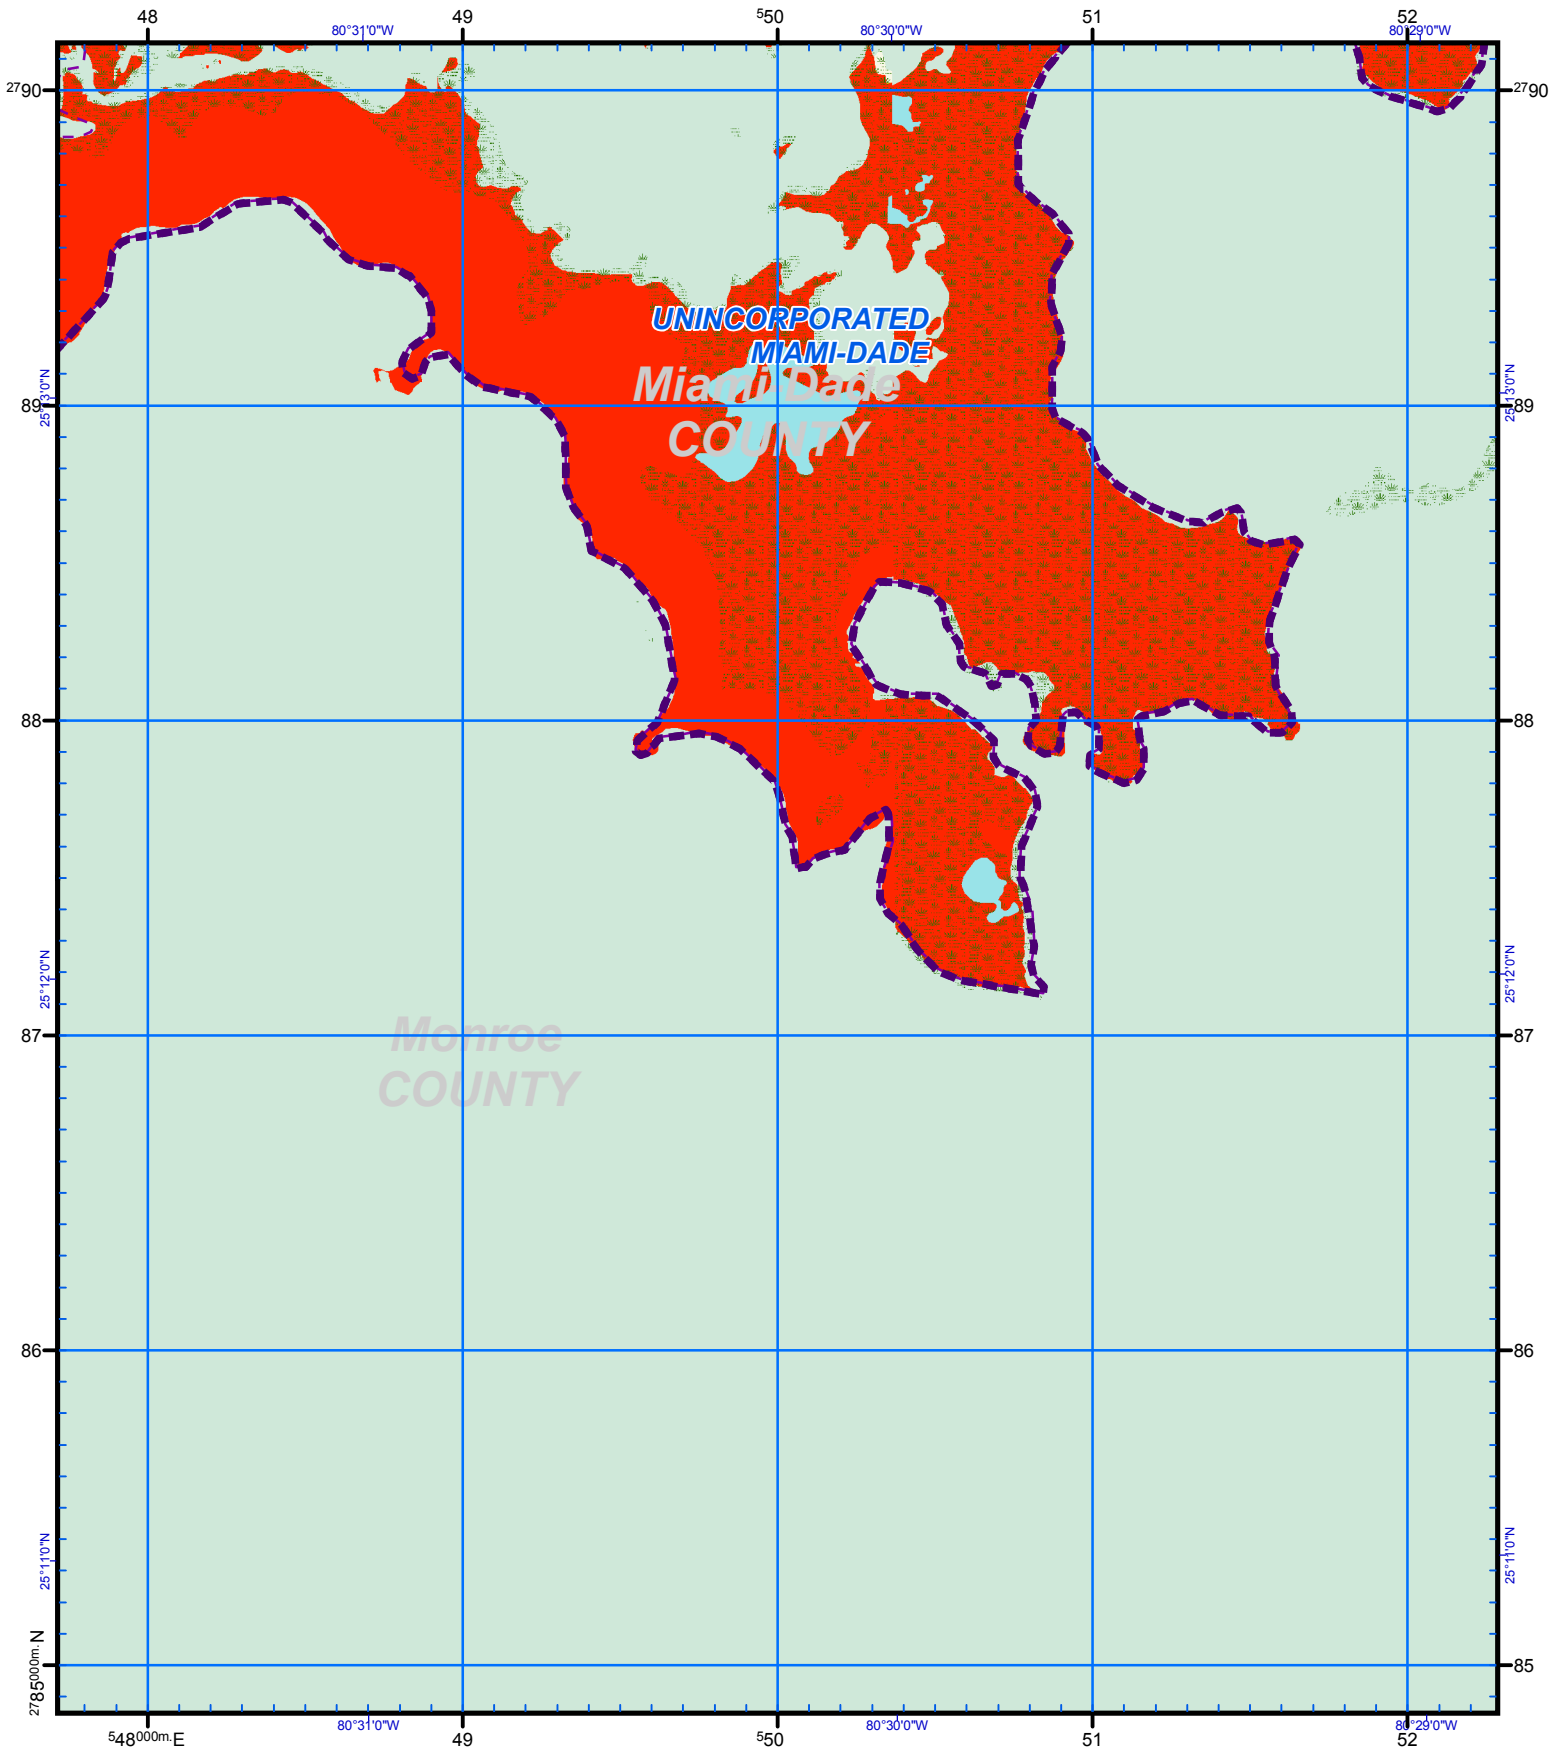 48 49 ⁵50 51 52
80°31'0"W 80°30'0"W 80°29'0"W
²⁷90 ²⁷90
UNINCORPORATED
MIAMI-DADE
Miami Dade
25°13'0"N 25°13'0"N
89 89
COUNTY
88 88
25°12'0"N 25°12'0"N
Monroe
87 87
COUNTY
86 86
25°11'0"N 25°11'0"N
²⁷85⁰⁰⁰ᵐ·N 85
80°31'0"W 80°30'0"W 80°29'0"W
⁵48⁰⁰⁰ᵐ·E 49 ⁵50 51 52